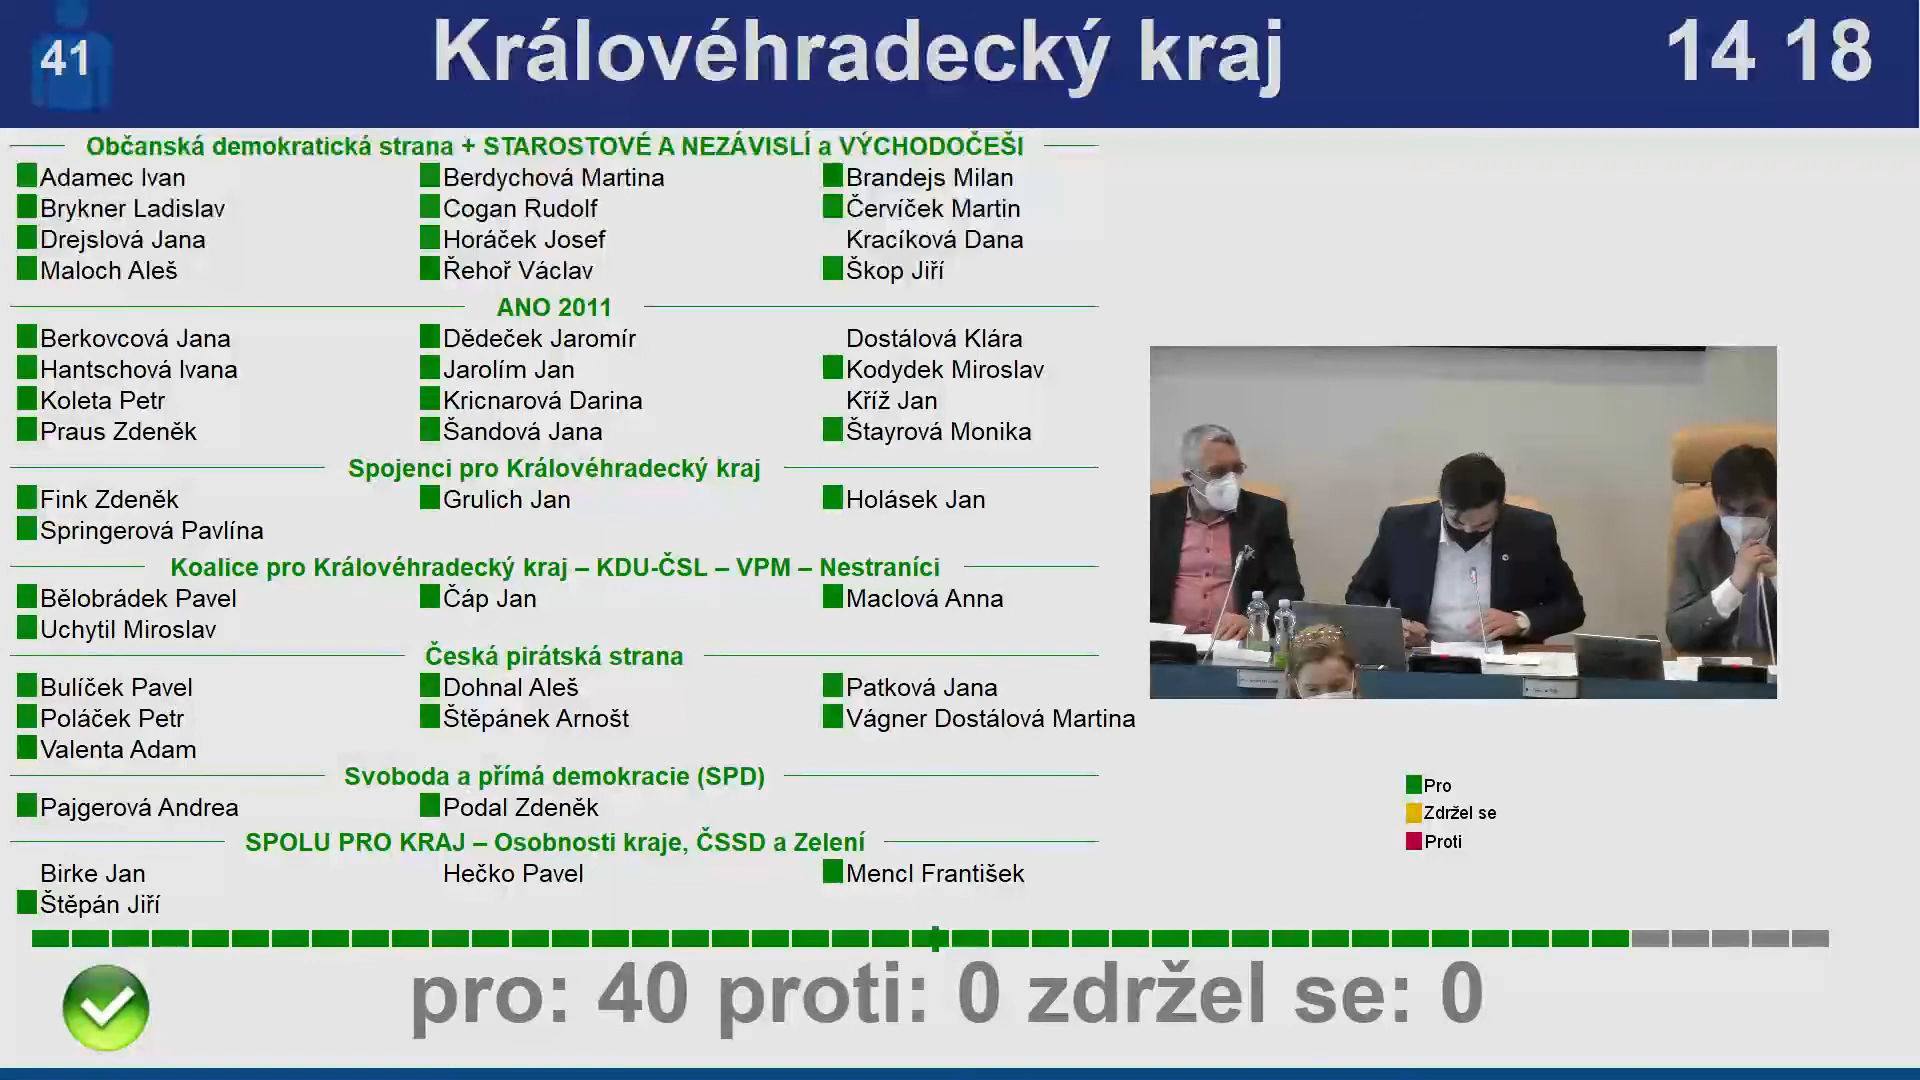 41 Královéhradecký kraj 14 18
Občanská demokratická strana + STAROSTOVÉ A NEZÁVISLÍ a VÝCHODOČEŠI
Adamec Ivan Berdychová Martina Brandejs Milan
Brykner Ladislav Cogan Rudolf Červíček Martin
Drejslová Jana Horáček Josef Kracíková Dana
Maloch Aleš Řehoř Václav Škop Jiří
ANO 2011
Berkovcová Jana Dědeček Jaromír Dostálová Klára
Hantschová Ivana Jarolím Jan Kodydek Miroslav
Koleta Petr Kricnarová Darina Kříž Jan
Praus Zdeněk Šandová Jana Štayrová Monika
Spojenci pro Královéhradecký kraj
Fink Zdeněk Grulich Jan Holásek Jan
Springerová Pavlína
Koalice pro Královéhradecký kraj – KDU-ČSL – VPM – Nestraníci
Bělobrádek Pavel Čáp Jan Maclová Anna
Uchytil Miroslav
Česká pirátská strana
Bulíček Pavel Dohnal Aleš Patková Jana
Poláček Petr Štěpánek Arnošt Vágner Dostálová Martina
Valenta Adam
Svoboda a přímá demokracie (SPD)
Pajgerová Andrea Podal Zdeněk
SPOLU PRO KRAJ – Osobnosti kraje, ČSSD a Zelení
Birke Jan Hečko Pavel Mencl František
Štěpán Jiří
Pro
Zdržel se
Proti
pro: 40 proti: 0 zdržel se: 0